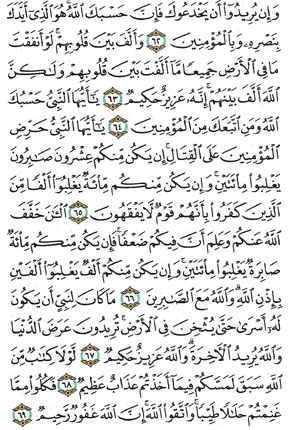 وَإِن يُرِيدُوٓا۟ أَن يَخْدَعُوكَ فَإِنَّ حَسْبَكَ ٱللَّهُ هُوَ ٱلَّذِىٓ أَيَّدَكَ
بِنَصْرِهِۦ وَبِٱلْمُؤْمِنِينَ ٦٢ وَأَلَّفَ بَيْنَ قُلُوبِهِمْ لَوْ أَنفَقْتَ
مَا فِى ٱلْأَرْضِ جَمِيعًا مَّآ أَلَّفْتَ بَيْنَ قُلُوبِهِمْ وَلَـٰكِنَّ
ٱللَّهَ أَلَّفَ بَيْنَهُمْ إِنَّهُۥ عَزِيزٌ حَكِيمٌ ٦٣ يَـٰٓأَيُّهَا ٱلنَّبِىُّ حَسْبُكَ
ٱللَّهُ وَمَنِ ٱتَّبَعَكَ مِنَ ٱلْمُؤْمِنِينَ ٦٤ يَـٰٓأَيُّهَا ٱلنَّبِىُّ حَرِّضِ
ٱلْمُؤْمِنِينَ عَلَى ٱلْقِتَالِ إِن يَكُن مِّنكُمْ عِشْرُونَ صَـٰبِرُونَ
يَغْلِبُوا۟ مِا۟ئَتَيْنِ وَإِن يَكُن مِّنكُم مِّا۟ئَةٌ يَغْلِبُوٓا۟ أَلْفًا مِّنَ
ٱلَّذِينَ كَفَرُوا۟ بِأَنَّهُمْ قَوْمٌ لَّا يَفْقَهُونَ ٦٥ ٱلْـَٔـٰنَ خَفَّفَ
ٱللَّهُ عَنكُمْ وَعَلِمَ أَنَّ فِيكُمْ ضَعْفًا فَإِن يَكُن مِّنكُم مِّا۟ئَةٌ
صَابِرَةٌ يَغْلِبُوا۟ مِا۟ئَتَيْنِ وَإِن يَكُن مِّنكُمْ أَلْفٌ يَغْلِبُوٓا۟ أَلْفَيْنِ
بِإِذْنِ ٱللَّهِ وَٱللَّهُ مَعَ ٱلصَّـٰبِرِينَ ٦٦ مَا كَانَ لِنَبِىٍّ أَن يَكُونَ
لَهُۥٓ أَسْرَىٰ حَتَّىٰ يُثْخِنَ فِى ٱلْأَرْضِ تُرِيدُونَ عَرَضَ ٱلدُّنْيَا
وَٱللَّهُ يُرِيدُ ٱلْـَٔاخِرَةَ وَٱللَّهُ عَزِيزٌ حَكِيمٌ ٦٧ لَّوْلَا كِتَـٰبٌ مِّنَ
ٱللَّهِ سَبَقَ لَمَسَّكُمْ فِيمَآ أَخَذْتُمْ عَذَابٌ عَظِيمٌ ٦٨ فَكُلُوا۟ مِمَّا
غَنِمْتُمْ حَلَـٰلًا طَيِّبًا وَٱتَّقُوا۟ ٱللَّهَ إِنَّ ٱللَّهَ غَفُورٌ رَّحِيمٌ ٦٩